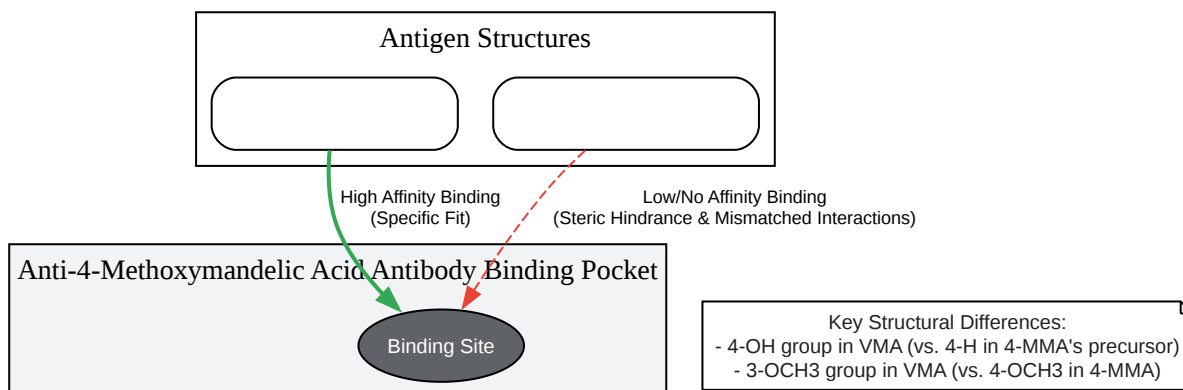 Antigen Structures
High Affinity Binding
(Specific Fit)
Low/No Affinity Binding
(Steric Hindrance & Mismatched Interactions)
Anti-4-Methoxymandelic Acid Antibody Binding Pocket
Binding Site
Key Structural Differences:
- 4-OH group in VMA (vs. 4-H in 4-MMA's precursor)
- 3-OCH3 group in VMA (vs. 4-OCH3 in 4-MMA)